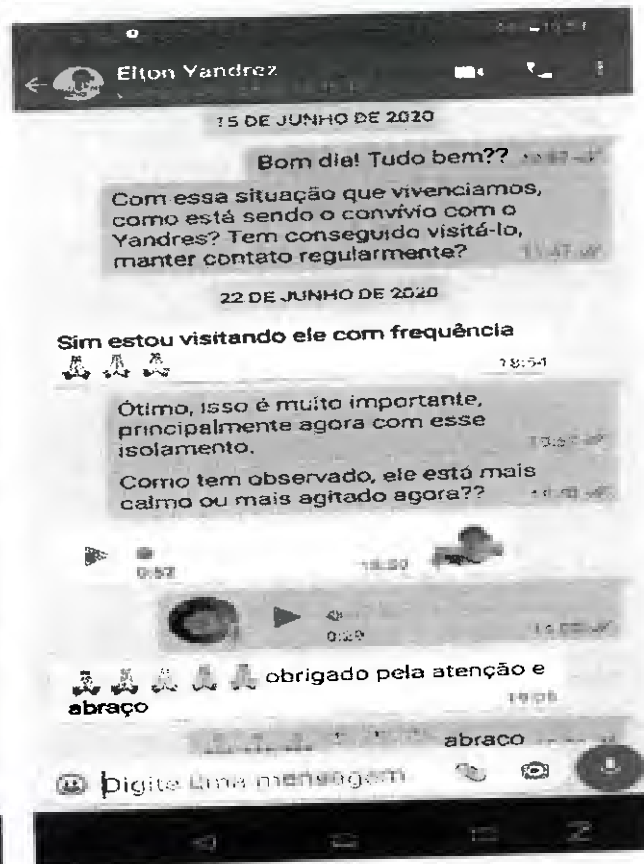 Elton Yandrez
15 DE JUNHO DE 2020
Bom dia! Tudo bem??
Com essa situação que vivenciamos,
como está sendo o convívio com o
Yandres? Tem conseguido visitá-lo,
manter contato regularmente?
22 DE JUNHO DE 2020
Sim estou visitando ele com frequência
18:54
Ótimo, isso é muito importante,
principalmente agora com esse
isolamento.
Como tem observado, ele está mais
calmo ou mais agitado agora??
0:52
0:29
obrigado pela atenção e
abraço
abraco
Digite uma mensagem